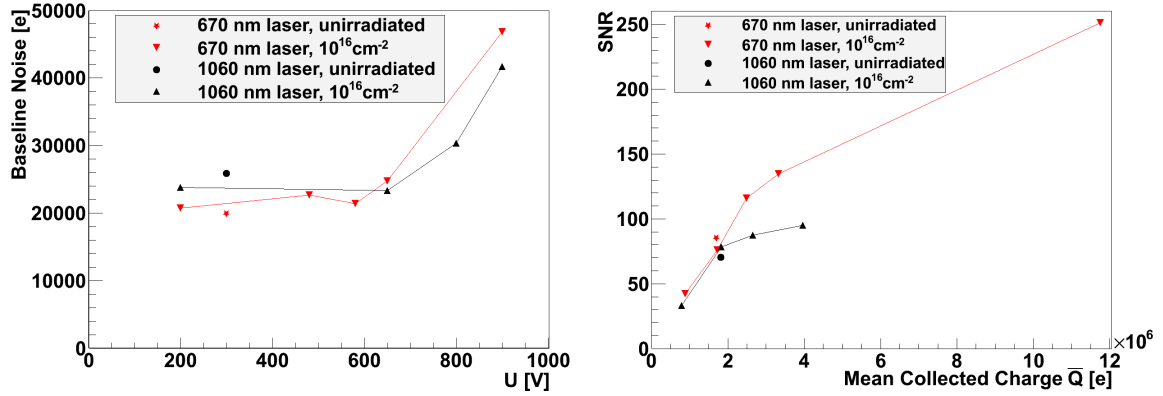 Baseline Noise [e]
50000
40000
30000
20000
10000
0
0
200
400
600
800
1000
U [V]
670 nm laser, unirradiated
670 nm laser, 10¹⁶cm⁻²
1060 nm laser, unirradiated
1060 nm laser, 10¹⁶cm⁻²
SNR
250
200
150
100
50
0
0
2
4
6
8
10
12
×10⁶
Mean Collected Charge Q̅ [e]
670 nm laser, unirradiated
670 nm laser, 10¹⁶cm⁻²
1060 nm laser, unirradiated
1060 nm laser, 10¹⁶cm⁻²